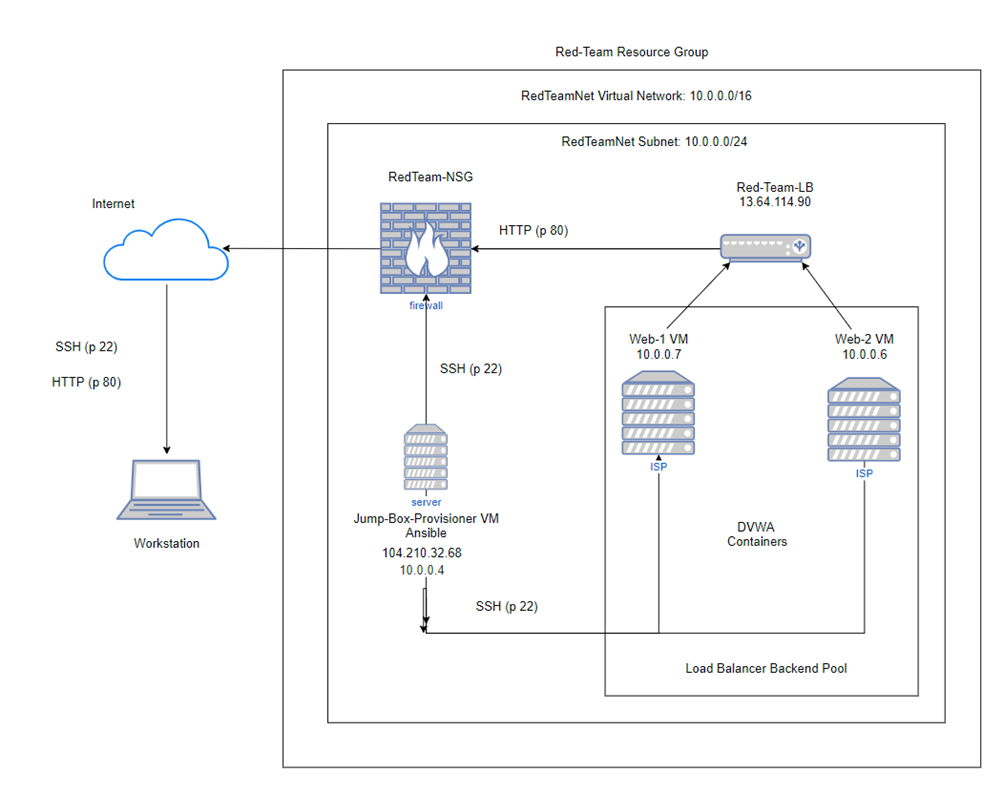 Red-Team Resource Group
RedTeamNet Virtual Network: 10.0.0.0/16
RedTeamNet Subnet: 10.0.0.0/24
RedTeam-NSG
Red-Team-LB
13.64.114.90
Internet
HTTP (p 80)
firewall
SSH (p 22)
HTTP (p 80)
SSH (p 22)
Web-1 VM
10.0.0.7
Web-2 VM
10.0.0.6
ISP
ISP
server
Jump-Box-Provisioner VM
Ansible
104.210.32.68
10.0.0.4
DVWA
Containers
Workstation
SSH (p 22)
Load Balancer Backend Pool